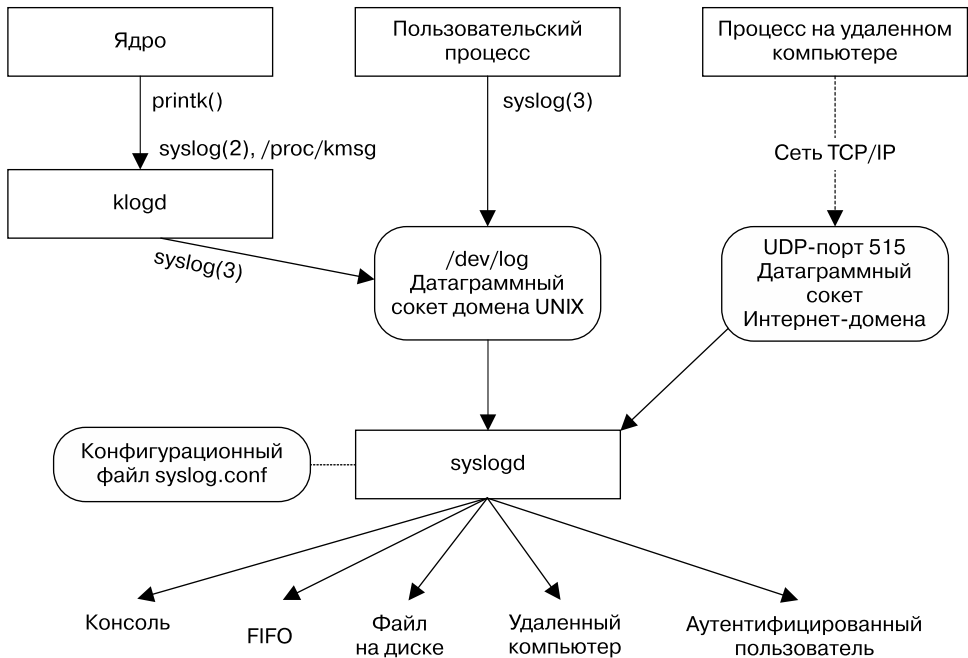 Ядро
Пользовательский
процесс
Процесс на удаленном
компьютере
printk()
syslog(3)
syslog(2), /proc/kmsg
Сеть TCP/IP
klogd
syslog(3)
/dev/log
Датаграммный
сокет домена UNIX
UDP-порт 515
Датаграммный
сокет
Интернет-домена
Конфигурационный
файл syslog.conf
syslogd
Консоль
FIFO
Файл
на диске
Удаленный
компьютер
Аутентифицированный
пользователь